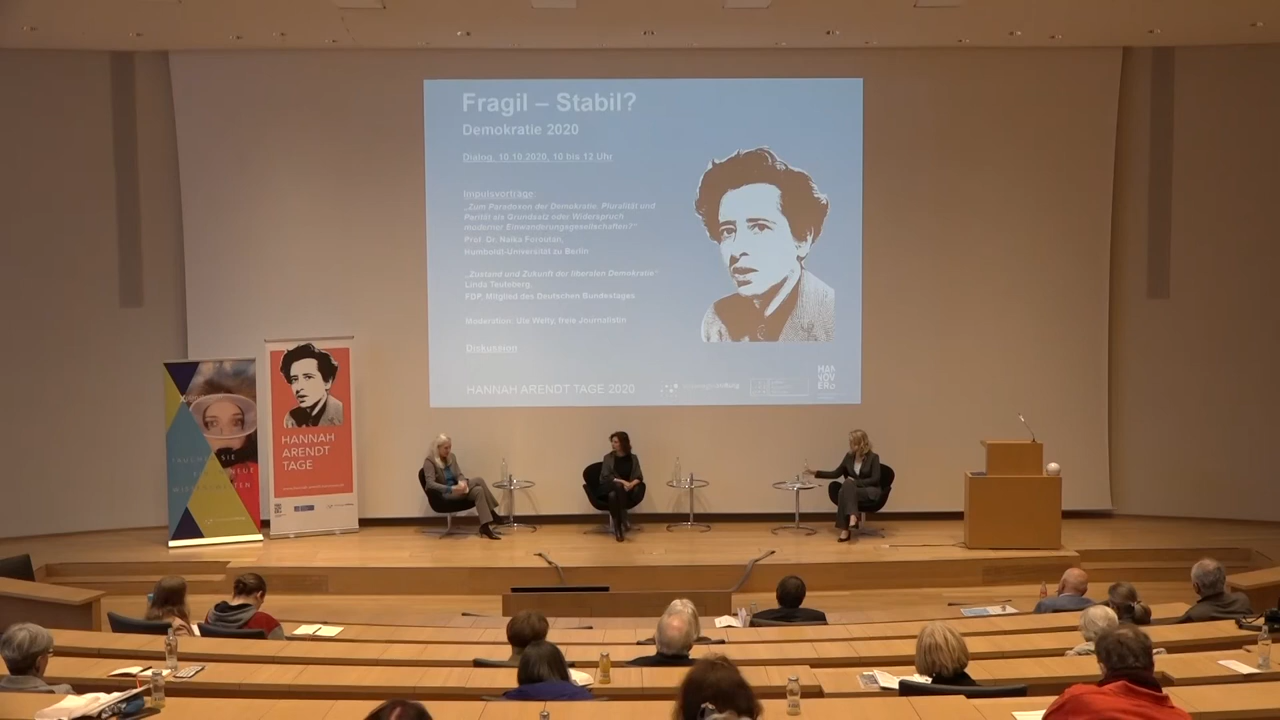 Fragil – Stabil?
Demokratie 2020
Dialog, 10.10.2020, 10 bis 12 Uhr
Impulsvorträge:
„Zum Paradoxon der Demokratie. Pluralität und
Parität als Grundsatz oder Widerspruch
moderner Einwanderungsgesellschaften?“
Prof. Dr. Naika Foroutan,
Humboldt-Universität zu Berlin
„Zustand und Zukunft der liberalen Demokratie“
Linda Teuteberg,
FDP, Mitglied des Deutschen Bundestages
Moderation: Ute Welty, freie Journalistin
Diskussion
HANNAH ARENDT TAGE 2020
HAN
NOV
ER
HANNAH
ARENDT
TAGE